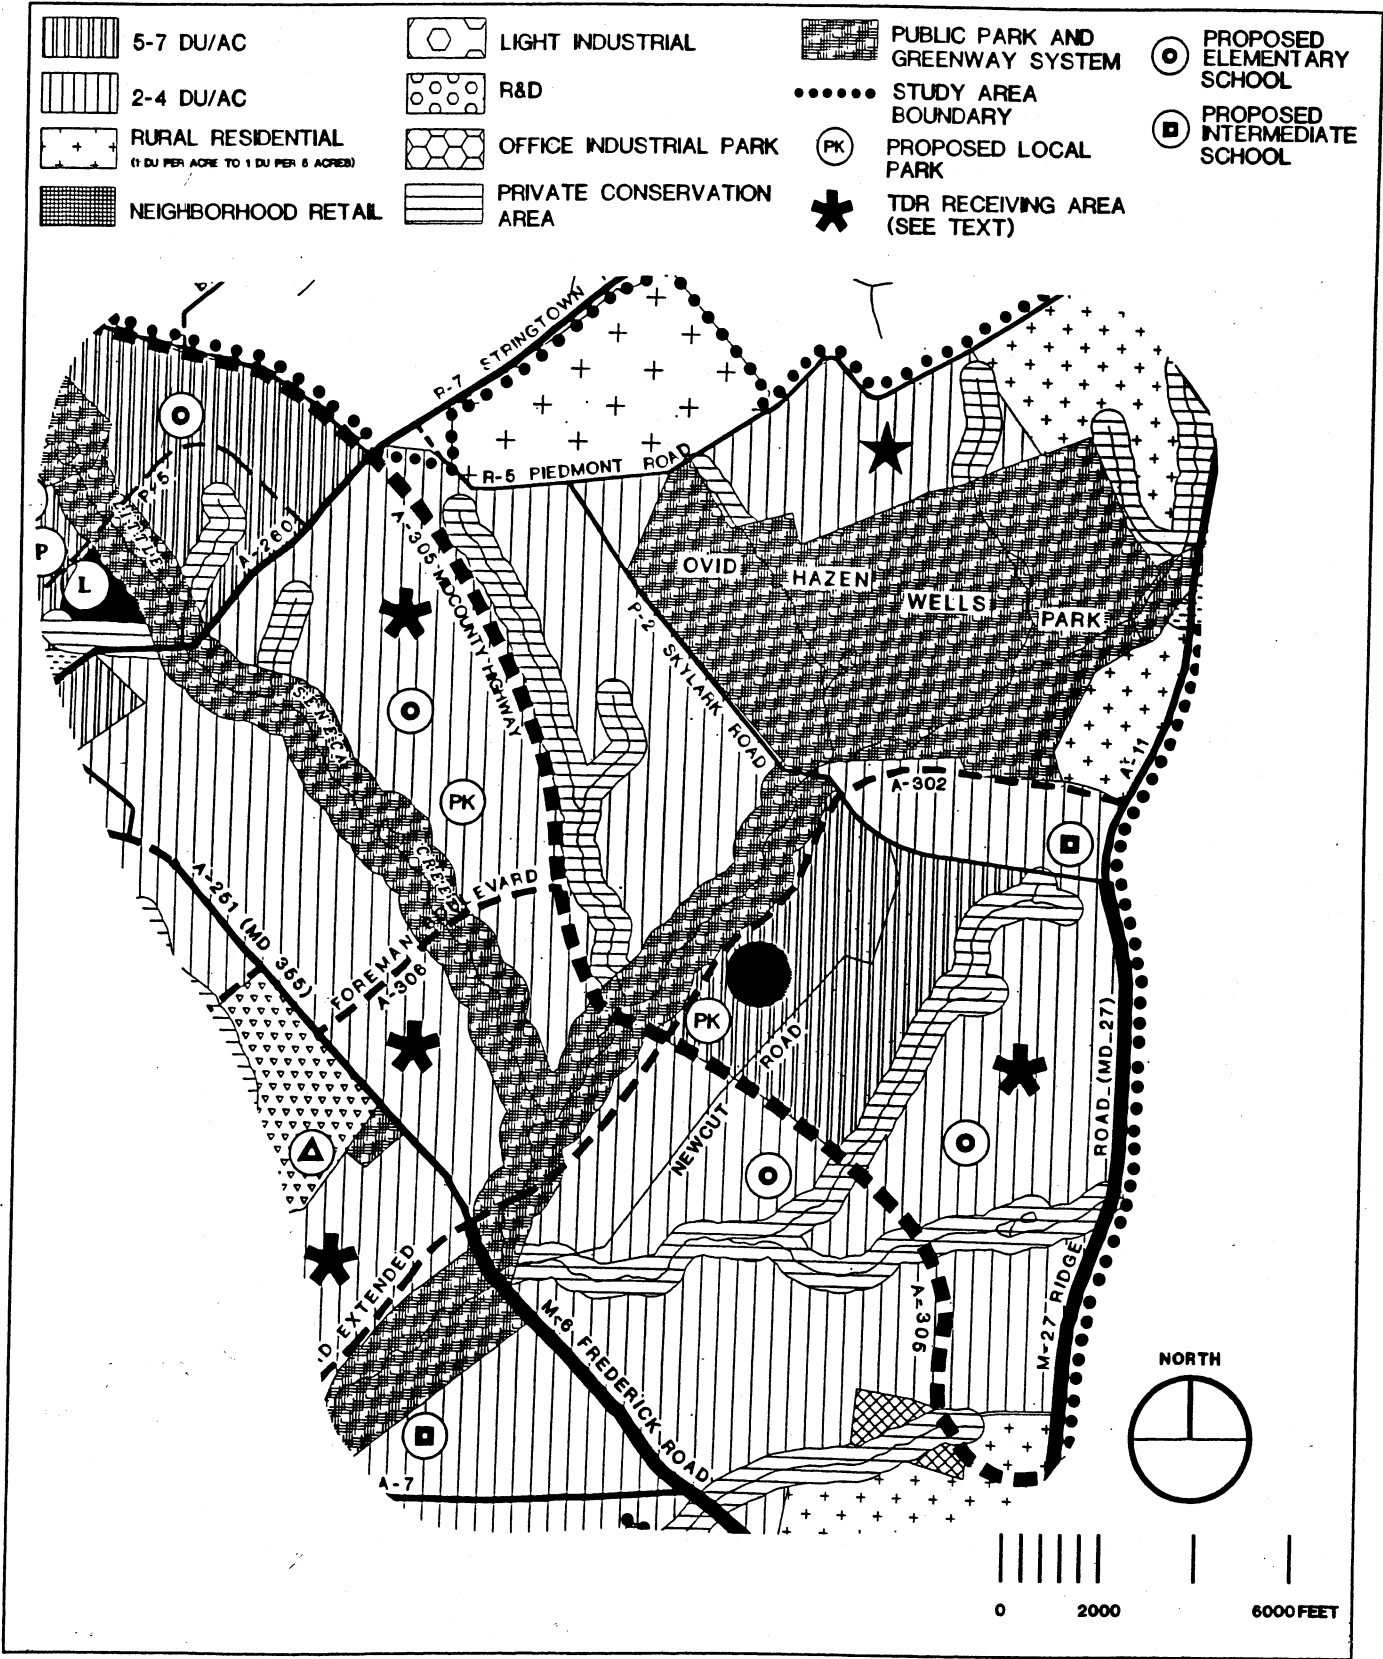 5-7 DU/AC
2-4 DU/AC
RURAL RESIDENTIAL
(1 DU PER ACRE TO 1 DU PER 5 ACRES)
NEIGHBORHOOD RETAIL
LIGHT INDUSTRIAL
R&D
OFFICE INDUSTRIAL PARK
PRIVATE CONSERVATION
AREA
PUBLIC PARK AND
GREENWAY SYSTEM
STUDY AREA
BOUNDARY
PK
PROPOSED LOCAL
PARK
TDR RECEIVING AREA
(SEE TEXT)
PROPOSED
ELEMENTARY
SCHOOL
PROPOSED
INTERMEDIATE
SCHOOL
R-7 STRINGTOWN
R-5 PIEDMONT ROAD
P-5
LITTLE
A-260
A-305 MIDCOUNTY HIGHWAY
P
L
OVID
HAZEN
WELLS
PARK
P-2 SKYLARK ROAD
SENECA
A-11
A-302
PK
CREEK
A-251 (MD 355)
FOREMAN BOULEVARD
A-306
PK
NEWCUT ROAD
ROAD (MD-27)
M-27 RIDGE
D EXTENDED
A-305
M-6 FREDERICK ROAD
A-7
NORTH
0
2000
6000 FEET